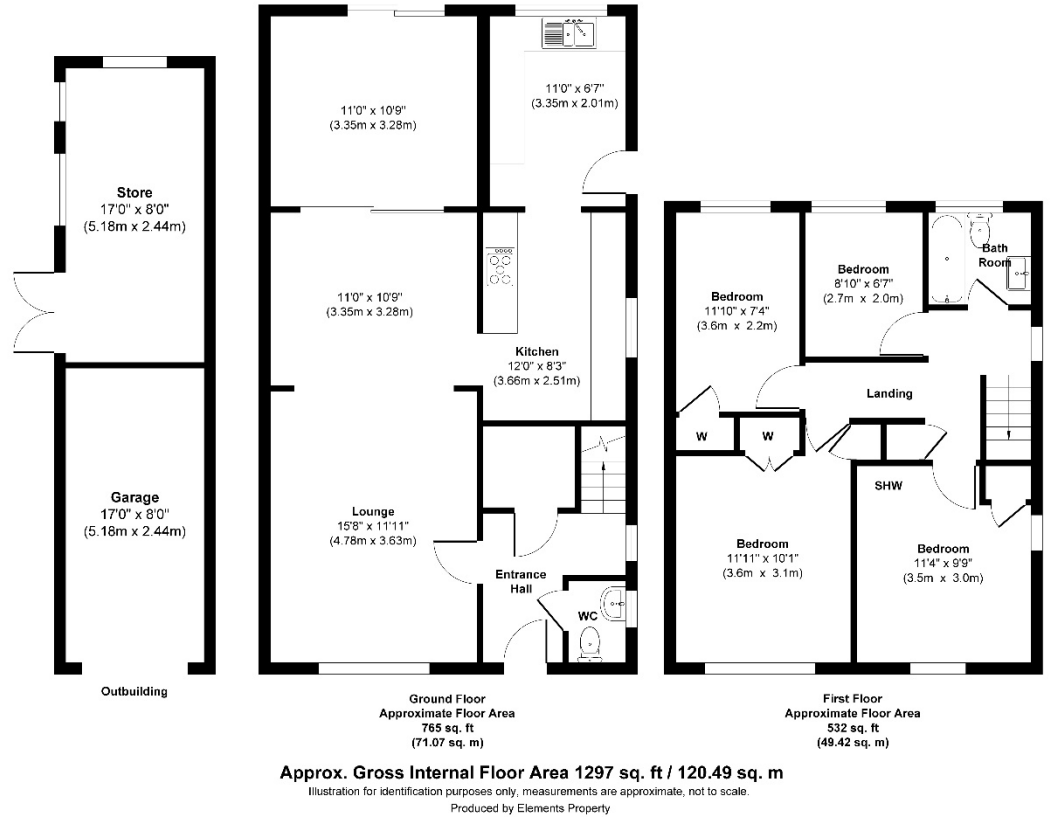 Store
17'0" x 8'0"
(5.18m x 2.44m)
Garage
17'0" x 8'0"
(5.18m x 2.44m)
Outbuilding
11'0" x 10'9"
(3.35m x 3.28m)
11'0" x 6'7"
(3.35m x 2.01m)
11'0" x 10'9"
(3.35m x 3.28m)
Kitchen
12'0" x 8'3"
(3.66m x 2.51m)
Lounge
15'8" x 11'11"
(4.78m x 3.63m)
Entrance
Hall
WC
Ground Floor
Approximate Floor Area
765 sq. ft
(71.07 sq. m)
Bedroom
11'10" x 7'4"
(3.6m x 2.2m)
Bedroom
8'10" x 6'7"
(2.7m x 2.0m)
Bath
Room
Landing
W
W
SHW
Bedroom
11'11" x 10'1"
(3.6m x 3.1m)
Bedroom
11'4" x 9'9"
(3.5m x 3.0m)
First Floor
Approximate Floor Area
532 sq. ft
(49.42 sq. m)
Approx. Gross Internal Floor Area 1297 sq. ft / 120.49 sq. m
Illustration for identification purposes only, measurements are approximate, not to scale.
Produced by Elements Property